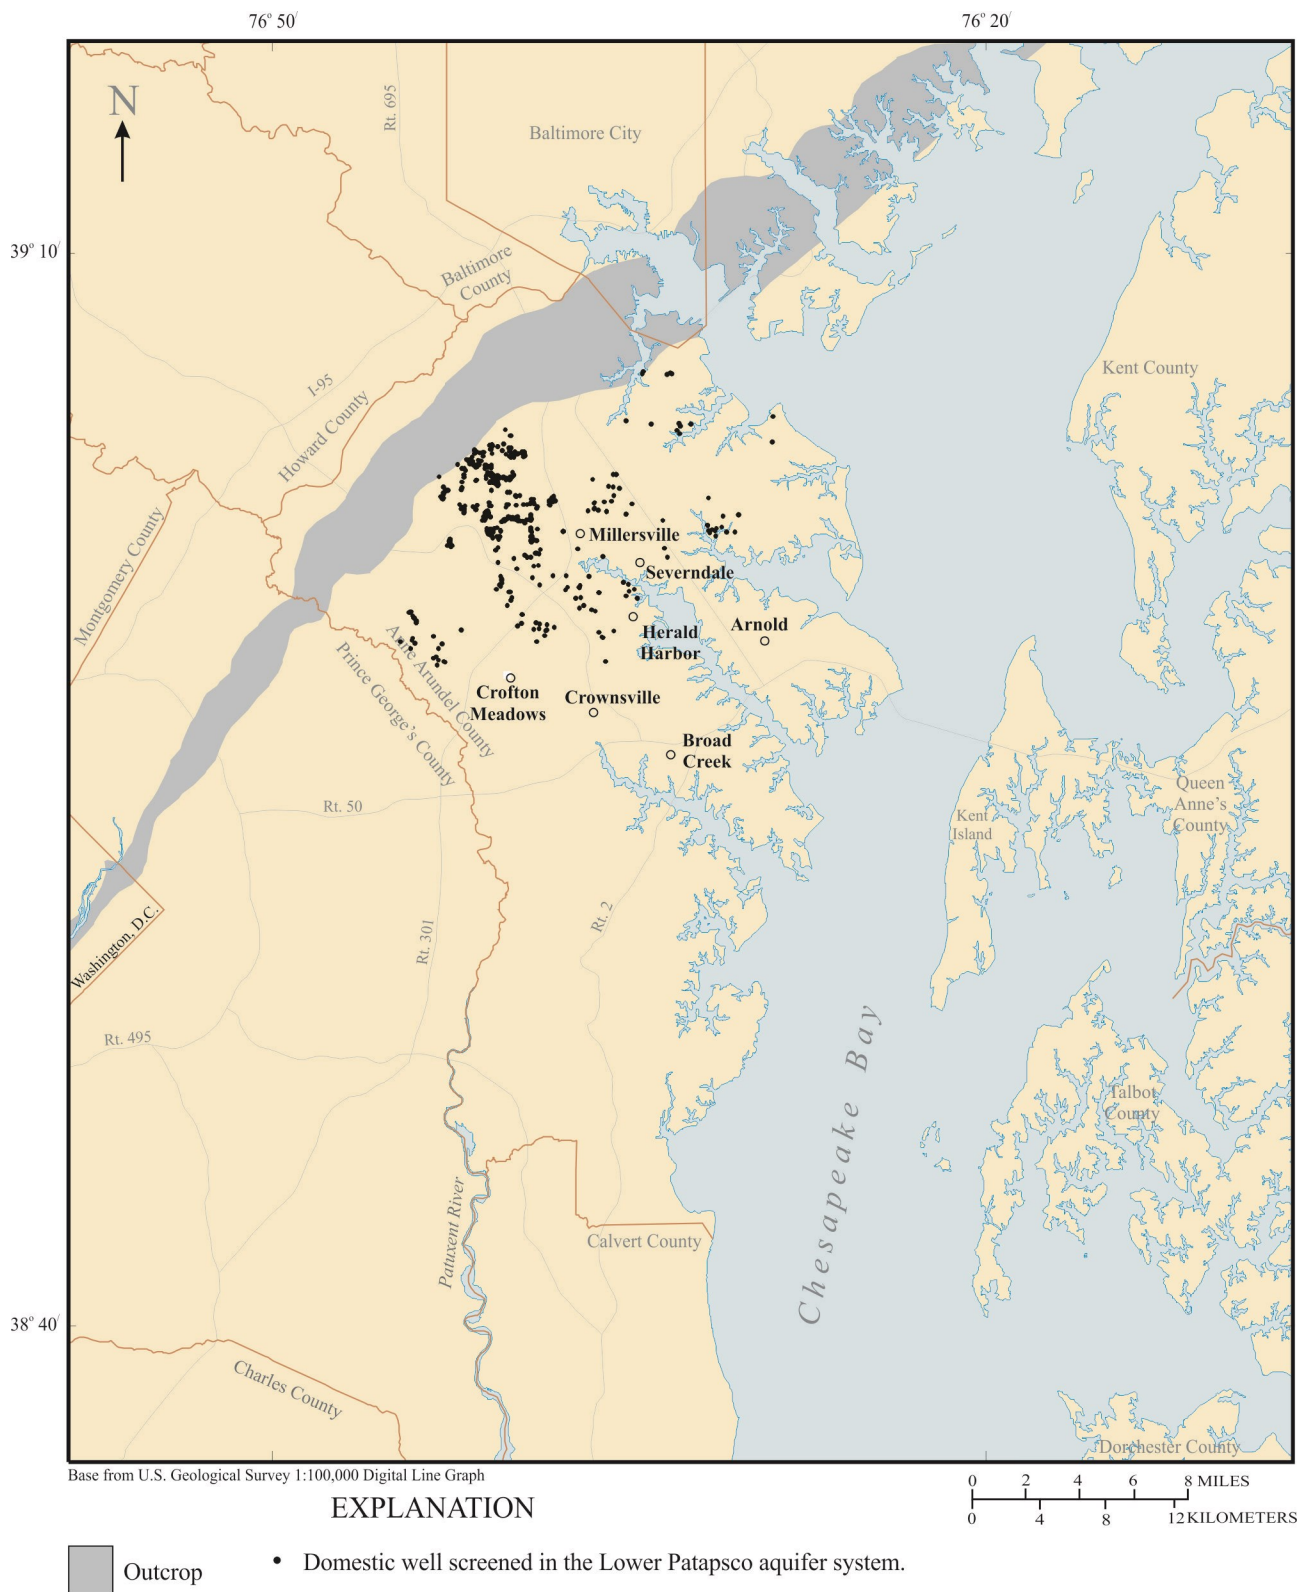 76° 50/
76° 20/
N
Rt. 695
Baltimore City
39° 10/
Baltimore
County
I-95
Howard County
Kent County
Montgomery County
Millersville
Severndale
Herald
Harbor
Arnold
Anne Arundel County
Prince George's County
Crofton
Meadows
Crownsville
Broad
Creek
Rt. 50
Queen
Anne's
County
Kent
Island
Washington, D.C.
Rt. 301
Rt. 2
Rt. 495
Chesapeake Bay
Talbot
County
Patuxent River
Calvert County
38° 40/
Charles County
Dorchester County
Base from U.S. Geological Survey 1:100,000 Digital Line Graph
0 2 4 6 8 MILES
0 4 8 12 KILOMETERS
EXPLANATION
Outcrop
• Domestic well screened in the Lower Patapsco aquifer system.